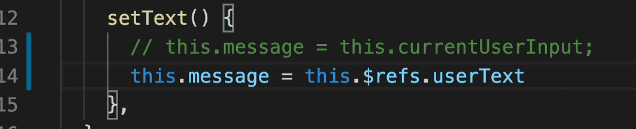 12 setText() {
13 // this.message = this.currentUserInput;
14 this.message = this.$refs.userText
15 },